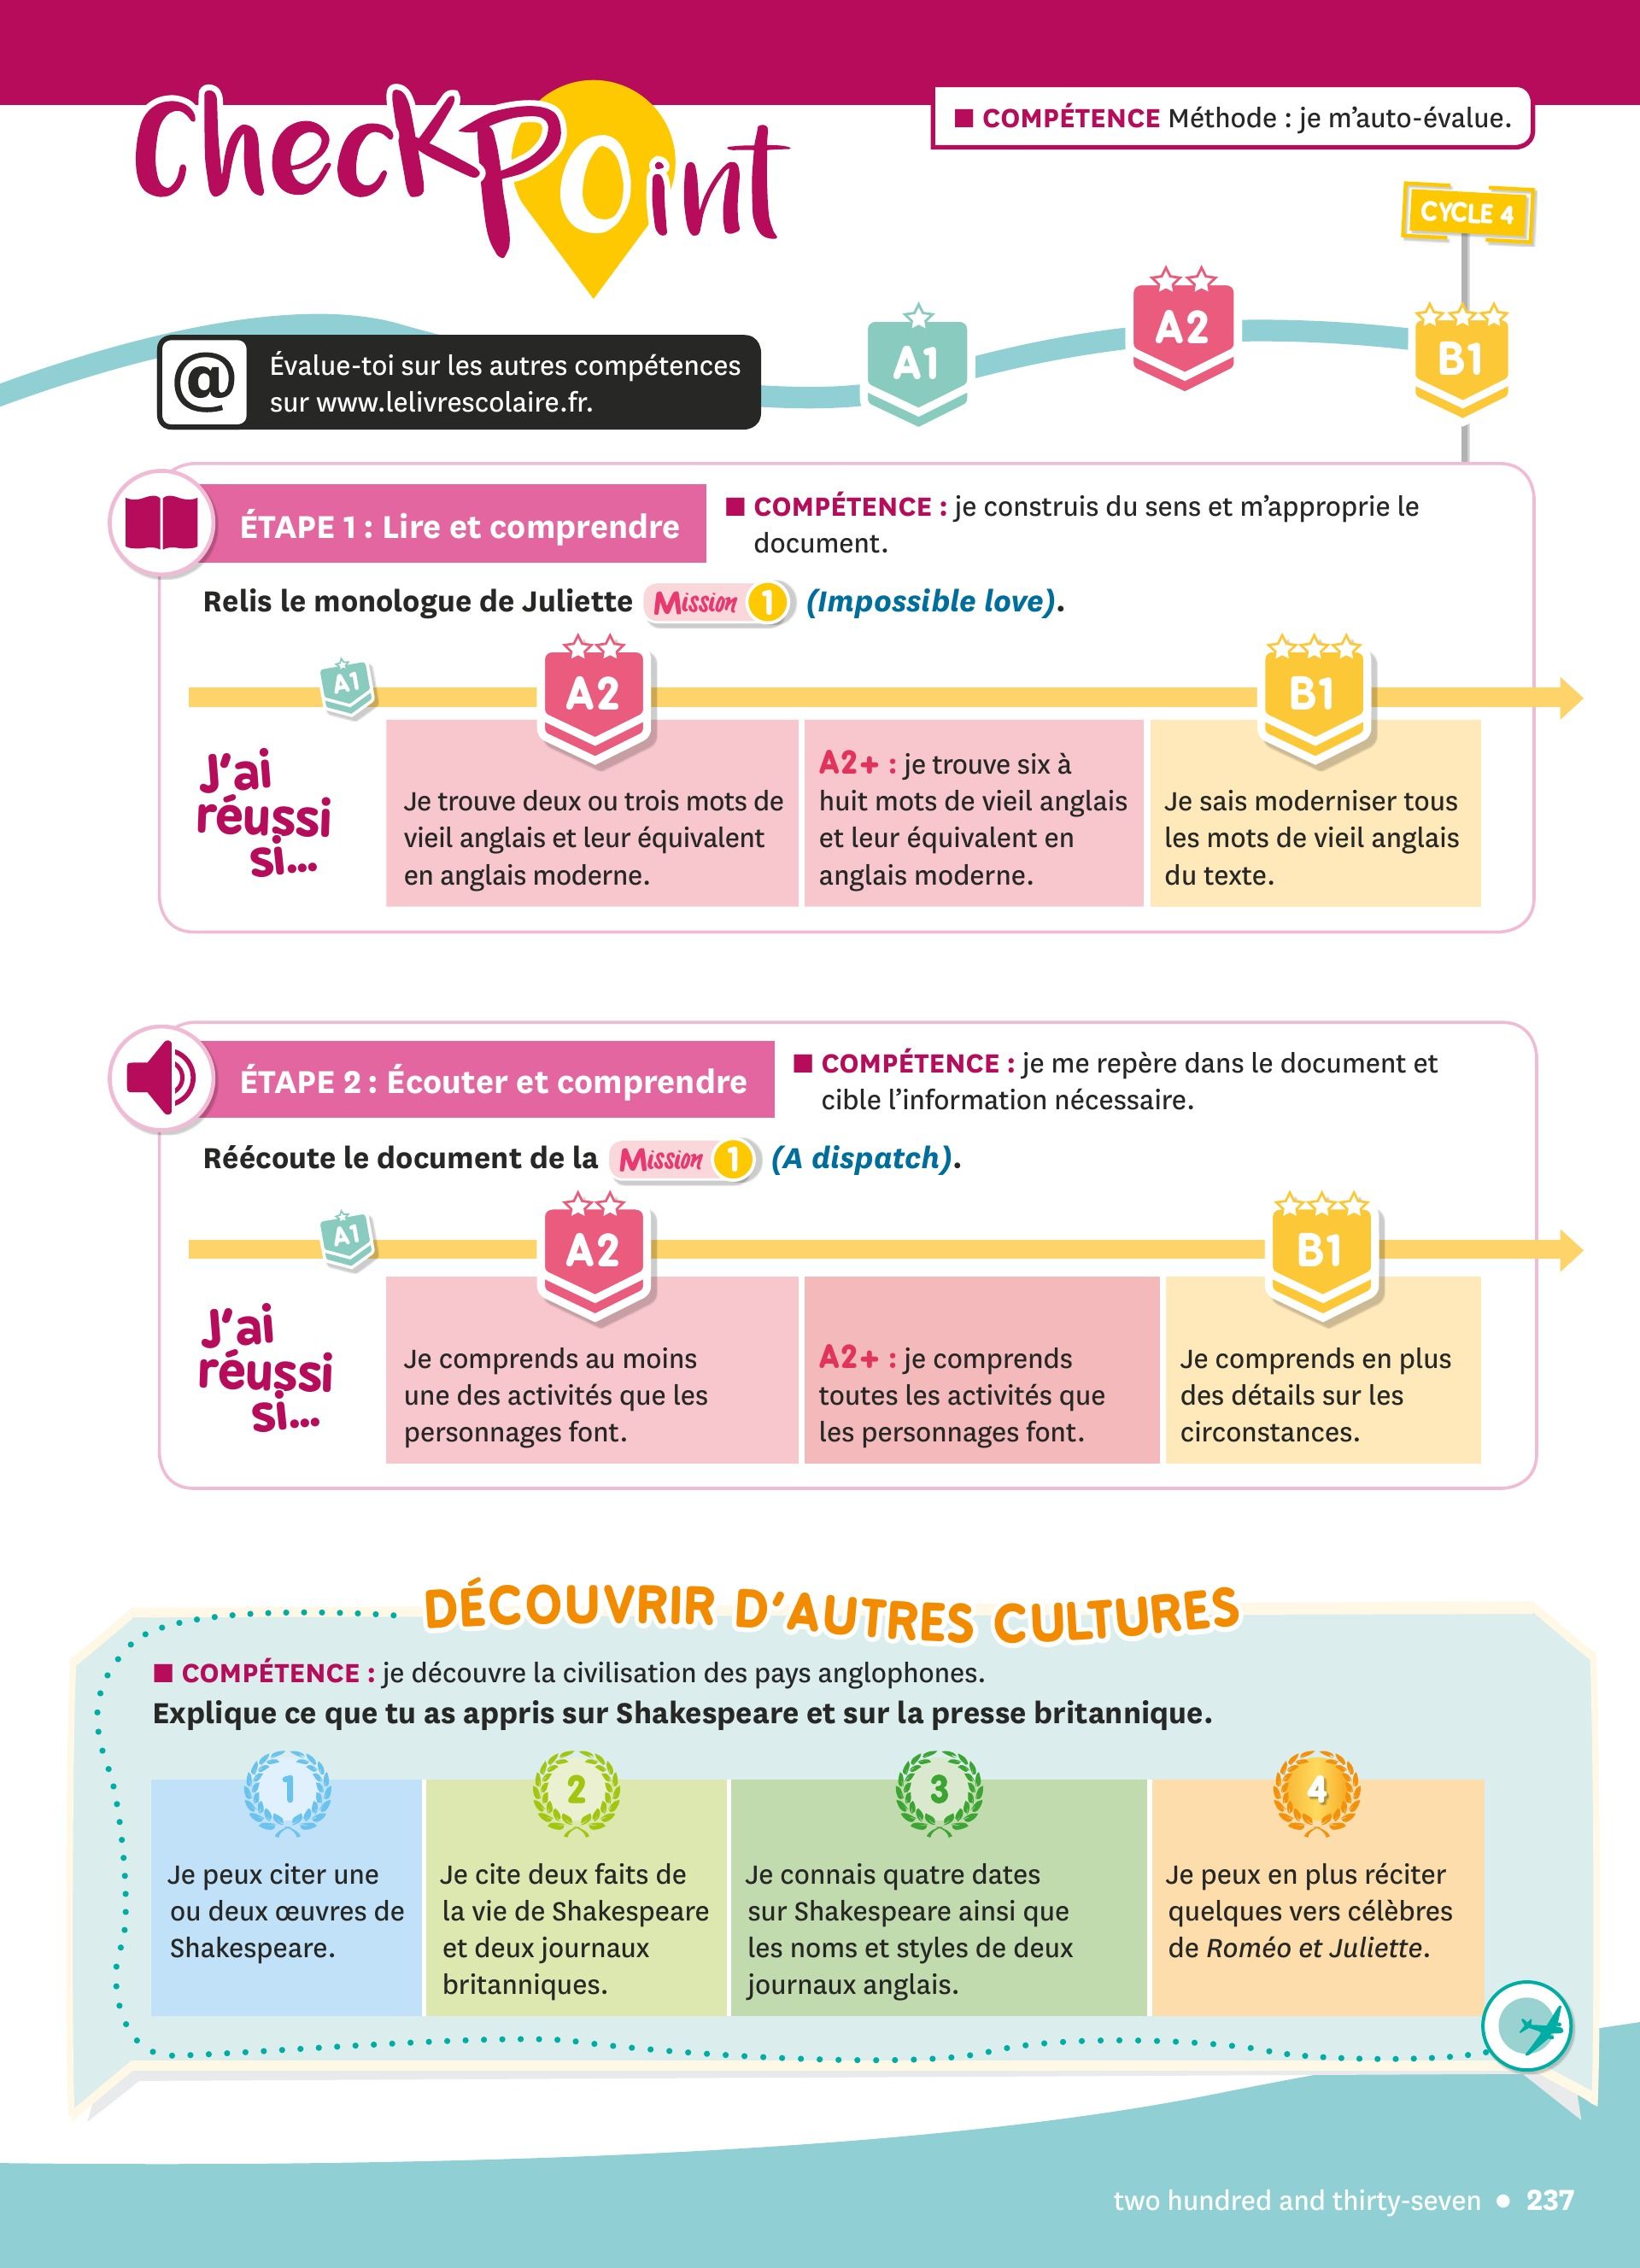 CheckPoint
■ COMPÉTENCE Méthode : je m’auto-évalue.
CYCLE 4
@
Évalue-toi sur les autres compétences
sur www.lelivrescolaire.fr.
A1
A2
B1
ÉTAPE 1 : Lire et comprendre
■ COMPÉTENCE : je construis du sens et m’approprie le
document.
Relis le monologue de Juliette Mission 1 (Impossible love).
A1
A2
B1
J’ai
réussi
si...
Je trouve deux ou trois mots de
vieil anglais et leur équivalent
en anglais moderne.
A2+ : je trouve six à
huit mots de vieil anglais
et leur équivalent en
anglais moderne.
Je sais moderniser tous
les mots de vieil anglais
du texte.
ÉTAPE 2 : Écouter et comprendre
■ COMPÉTENCE : je me repère dans le document et
cible l’information nécessaire.
Réécoute le document de la Mission 1 (A dispatch).
A1
A2
B1
J’ai
réussi
si...
Je comprends au moins
une des activités que les
personnages font.
A2+ : je comprends
toutes les activités que
les personnages font.
Je comprends en plus
des détails sur les
circonstances.
DÉCOUVRIR D’AUTRES CULTURES
■ COMPÉTENCE : je découvre la civilisation des pays anglophones.
Explique ce que tu as appris sur Shakespeare et sur la presse britannique.
1
Je peux citer une
ou deux œuvres de
Shakespeare.
2
Je cite deux faits de
la vie de Shakespeare
et deux journaux
britanniques.
3
Je connais quatre dates
sur Shakespeare ainsi que
les noms et styles de deux
journaux anglais.
4
Je peux en plus réciter
quelques vers célèbres
de Roméo et Juliette.
two hundred and thirty-seven • 237